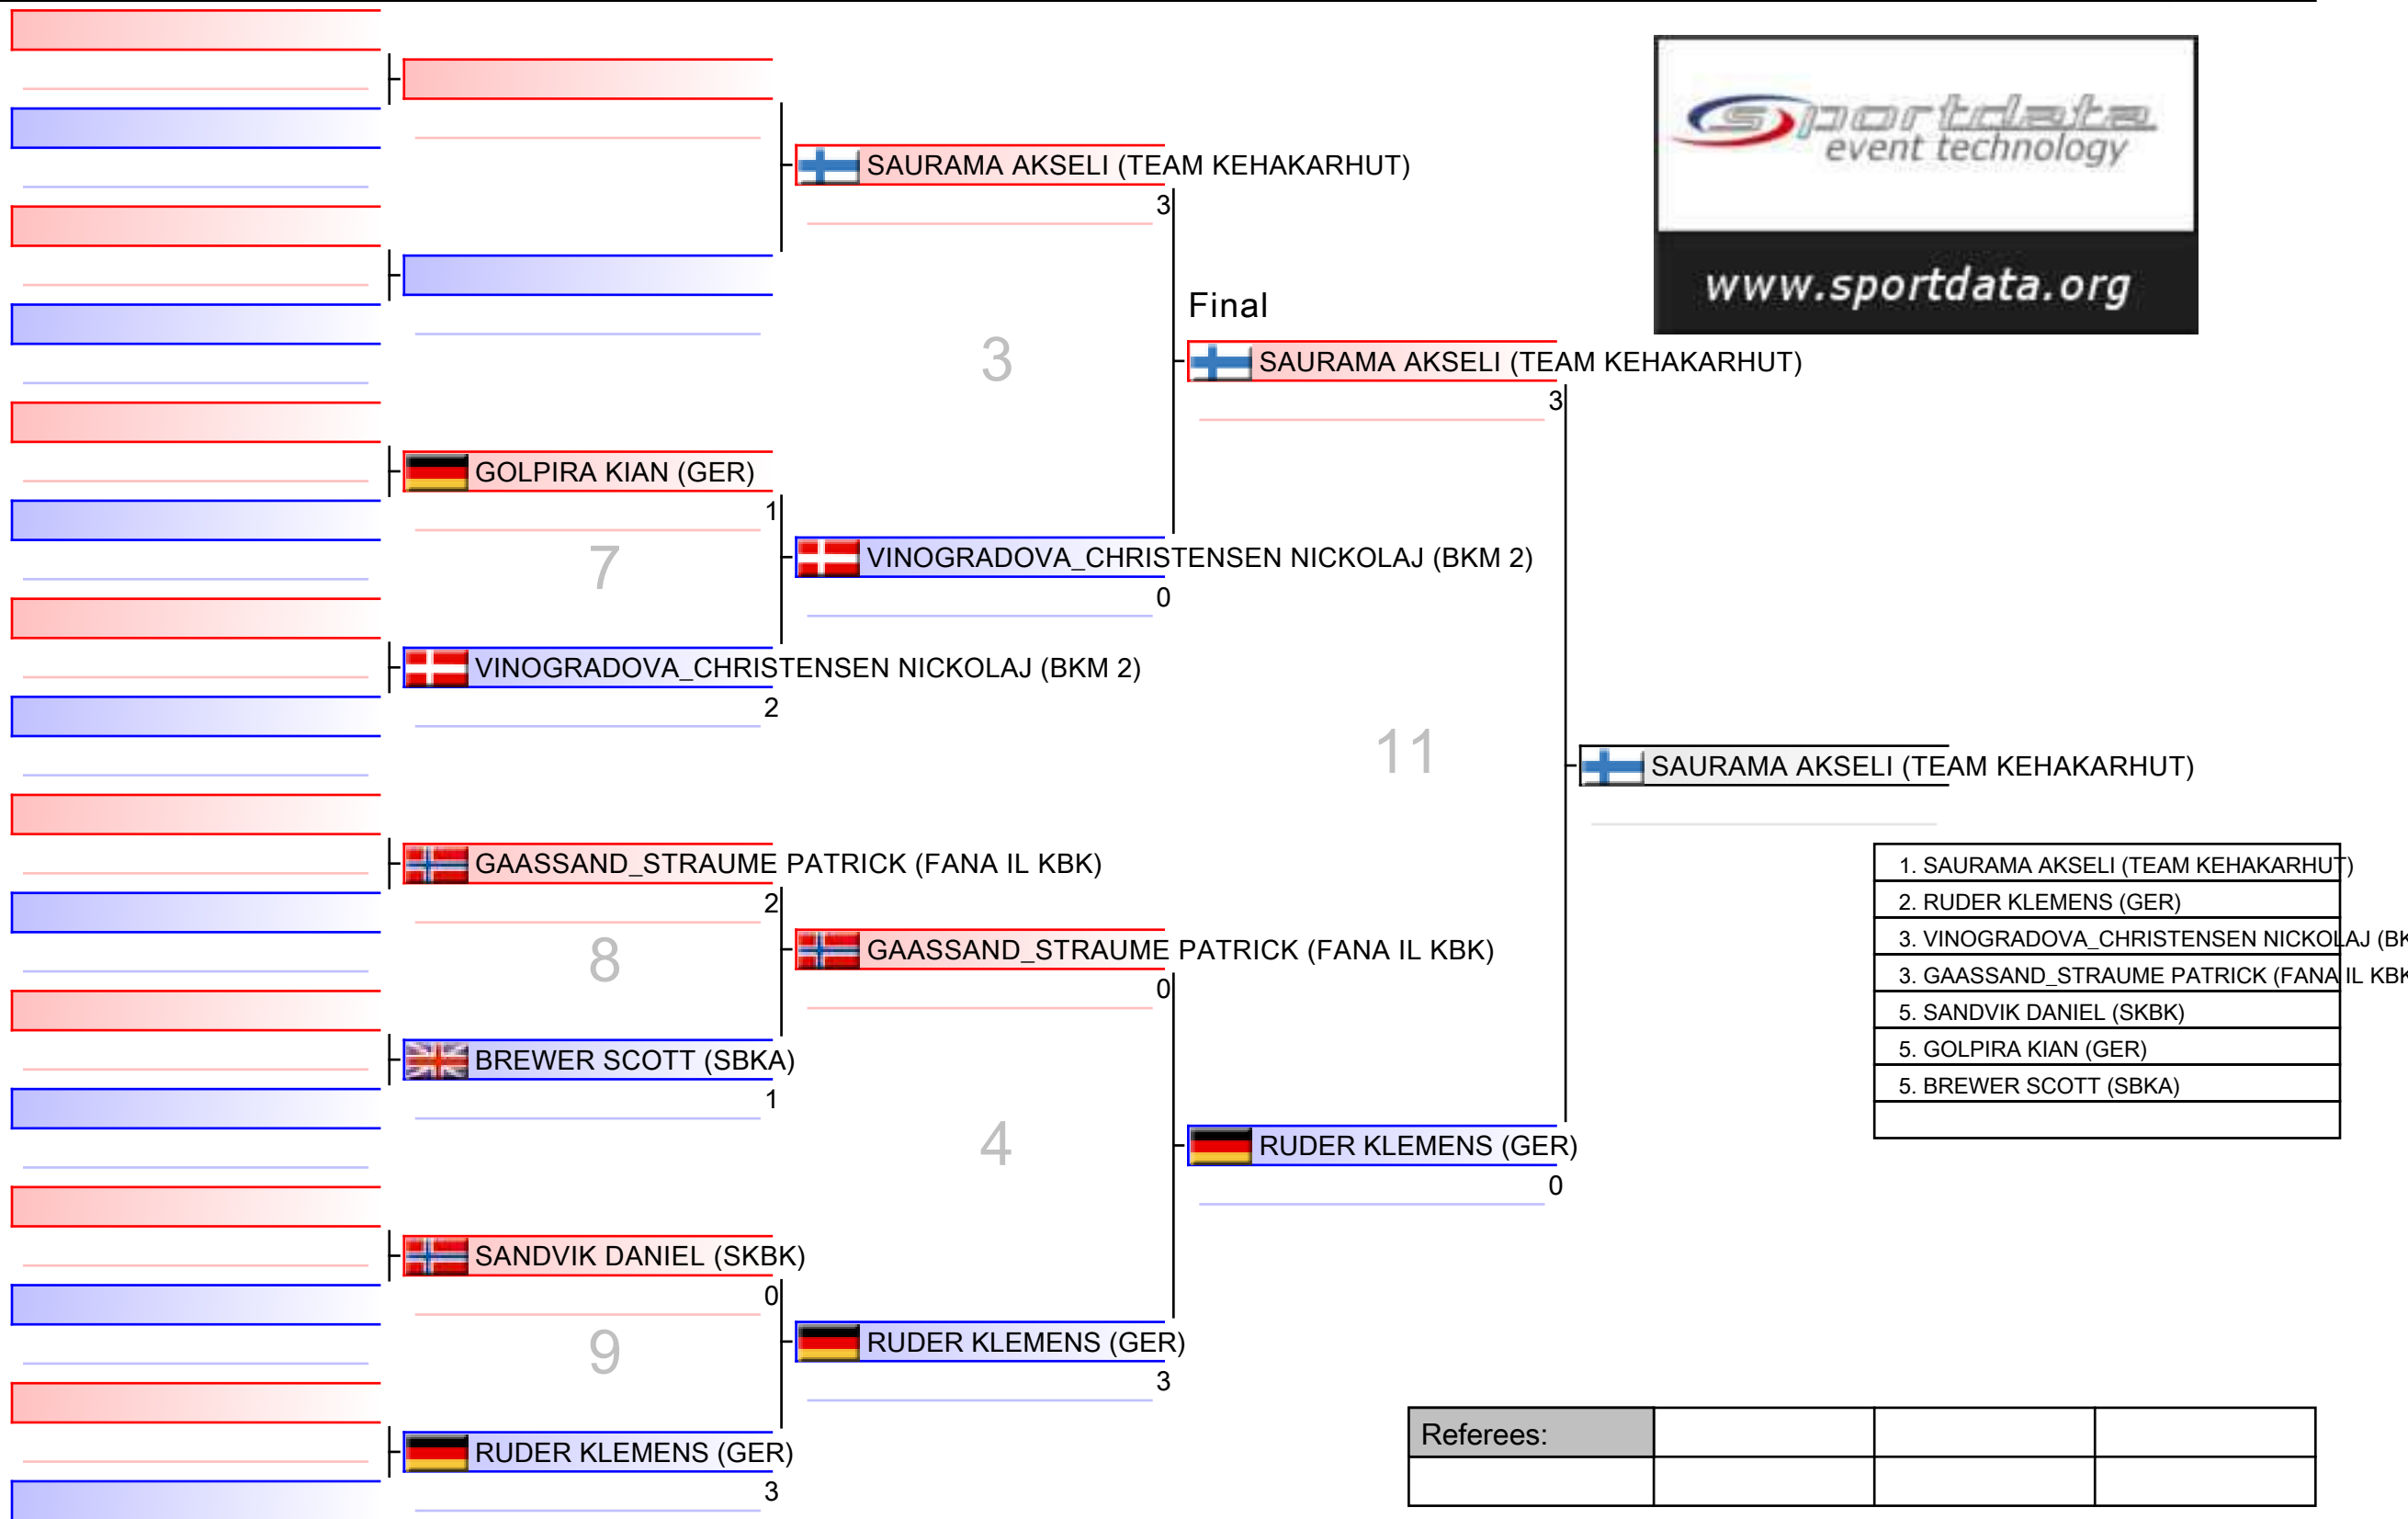 sportdata
event technology
www.sportdata.org
SAURAMA AKSELI (TEAM KEHAKARHUT)
3
3
Final
SAURAMA AKSELI (TEAM KEHAKARHUT)
3
GOLPIRA KIAN (GER)
1
7
VINOGRADOVA_CHRISTENSEN NICKOLAJ (BKM 2)
0
VINOGRADOVA_CHRISTENSEN NICKOLAJ (BKM 2)
2
11
SAURAMA AKSELI (TEAM KEHAKARHUT)
GAASSAND_STRAUME PATRICK (FANA IL KBK)
2
8
GAASSAND_STRAUME PATRICK (FANA IL KBK)
0
BREWER SCOTT (SBKA)
1
4
RUDER KLEMENS (GER)
0
1. SAURAMA AKSELI (TEAM KEHAKARHUT)
2. RUDER KLEMENS (GER)
3. VINOGRADOVA_CHRISTENSEN NICKOLAJ (BK
3. GAASSAND_STRAUME PATRICK (FANA IL KBK
5. SANDVIK DANIEL (SKBK)
5. GOLPIRA KIAN (GER)
5. BREWER SCOTT (SBKA)
SANDVIK DANIEL (SKBK)
0
9
RUDER KLEMENS (GER)
3
RUDER KLEMENS (GER)
3
Referees: